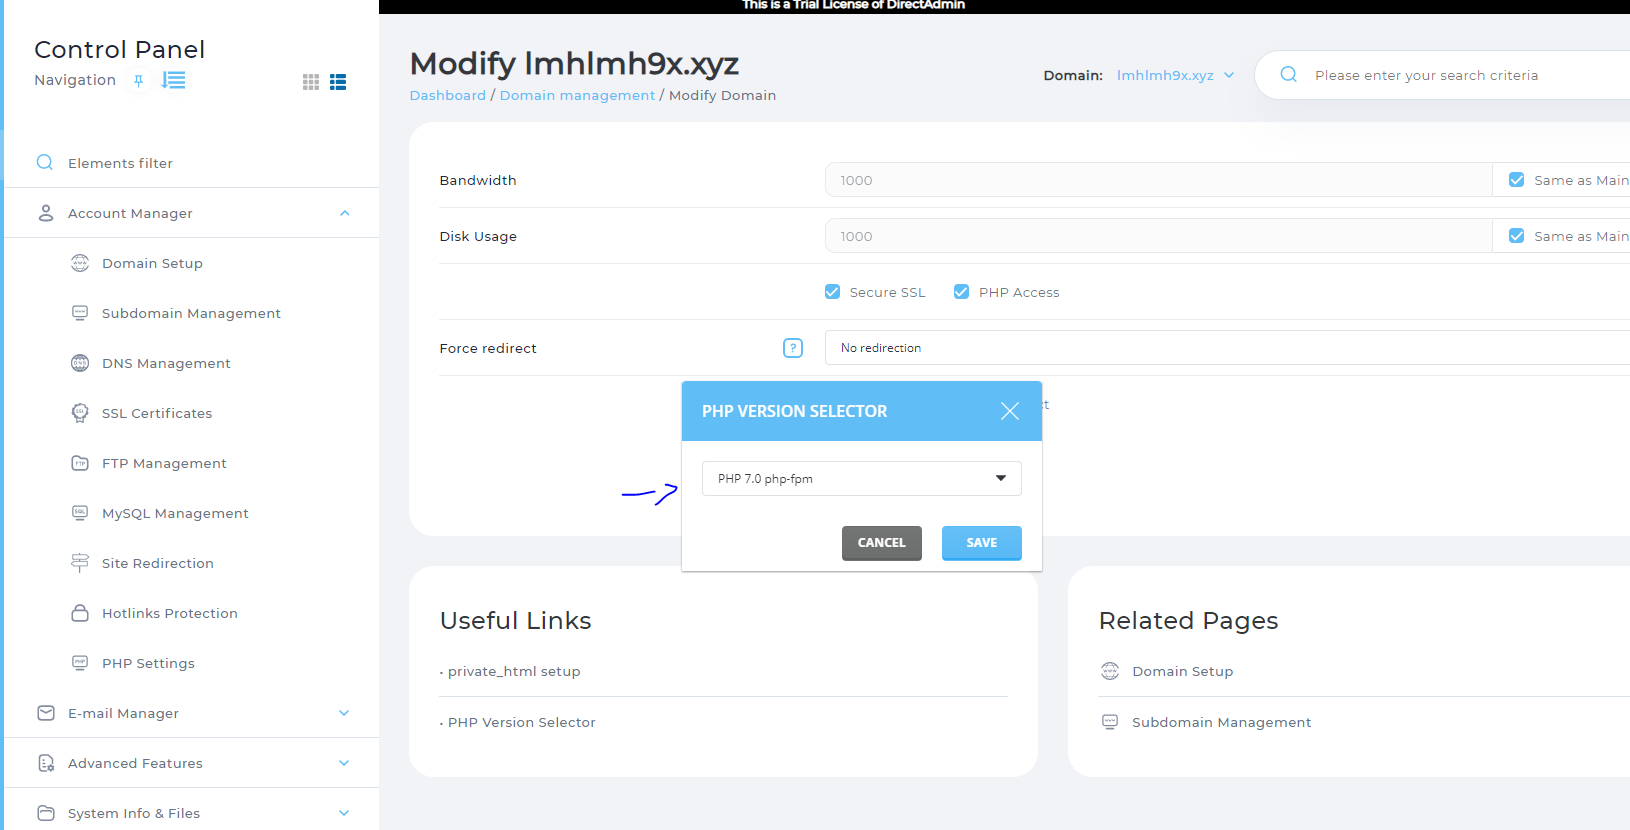 This is a Trial License of DirectAdmin
Control Panel
Navigation
Elements filter
Account Manager
Domain Setup
Subdomain Management
DNS Management
SSL Certificates
FTP Management
MySQL Management
Site Redirection
Hotlinks Protection
PHP Settings
E-mail Manager
Advanced Features
System Info & Files
Modify lmhlmh9x.xyz
Dashboard / Domain management / Modify Domain
Domain: lmhlmh9x.xyz
Please enter your search criteria
Bandwidth 1000 Same as Main
Disk Usage 1000 Same as Main
Secure SSL PHP Access
Force redirect ? No redirection
PHP VERSION SELECTOR
PHP 7.0 php-fpm
CANCEL SAVE
Useful Links
• private_html setup
• PHP Version Selector
Related Pages
Domain Setup
Subdomain Management